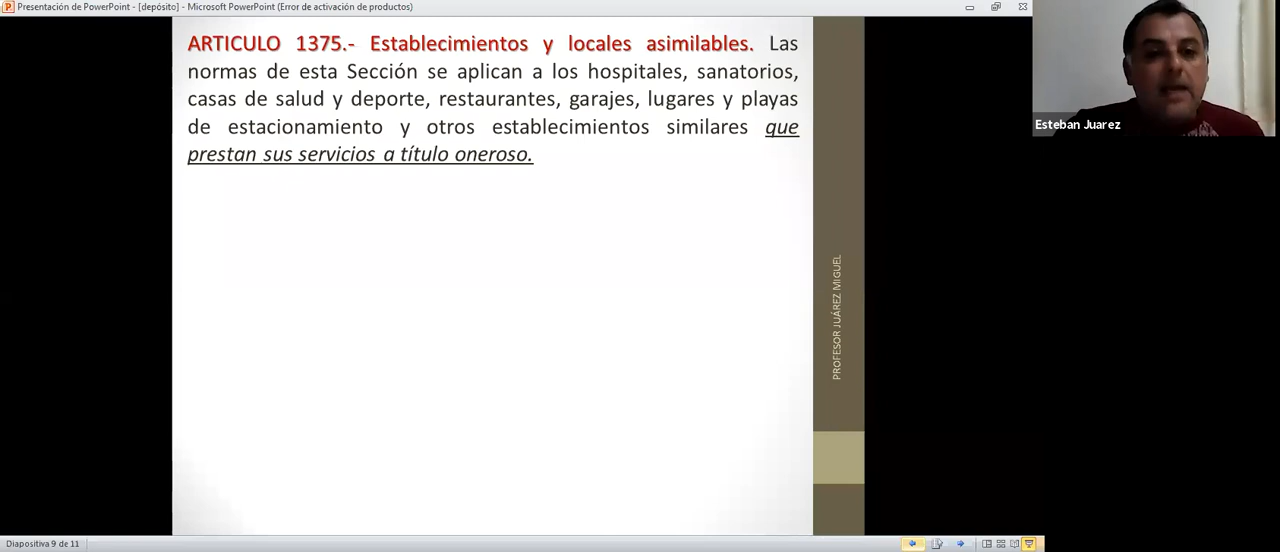 Presentación de PowerPoint - [depósito] - Microsoft PowerPoint (Error de activación de productos)
ARTICULO 1375.- Establecimientos y locales asimilables. Las
normas de esta Sección se aplican a los hospitales, sanatorios,
casas de salud y deporte, restaurantes, garajes, lugares y playas
de estacionamiento y otros establecimientos similares que
prestan sus servicios a título oneroso.
Esteban Juarez
PROFESOR JUÁREZ MIGUEL
Diapositiva 9 de 11